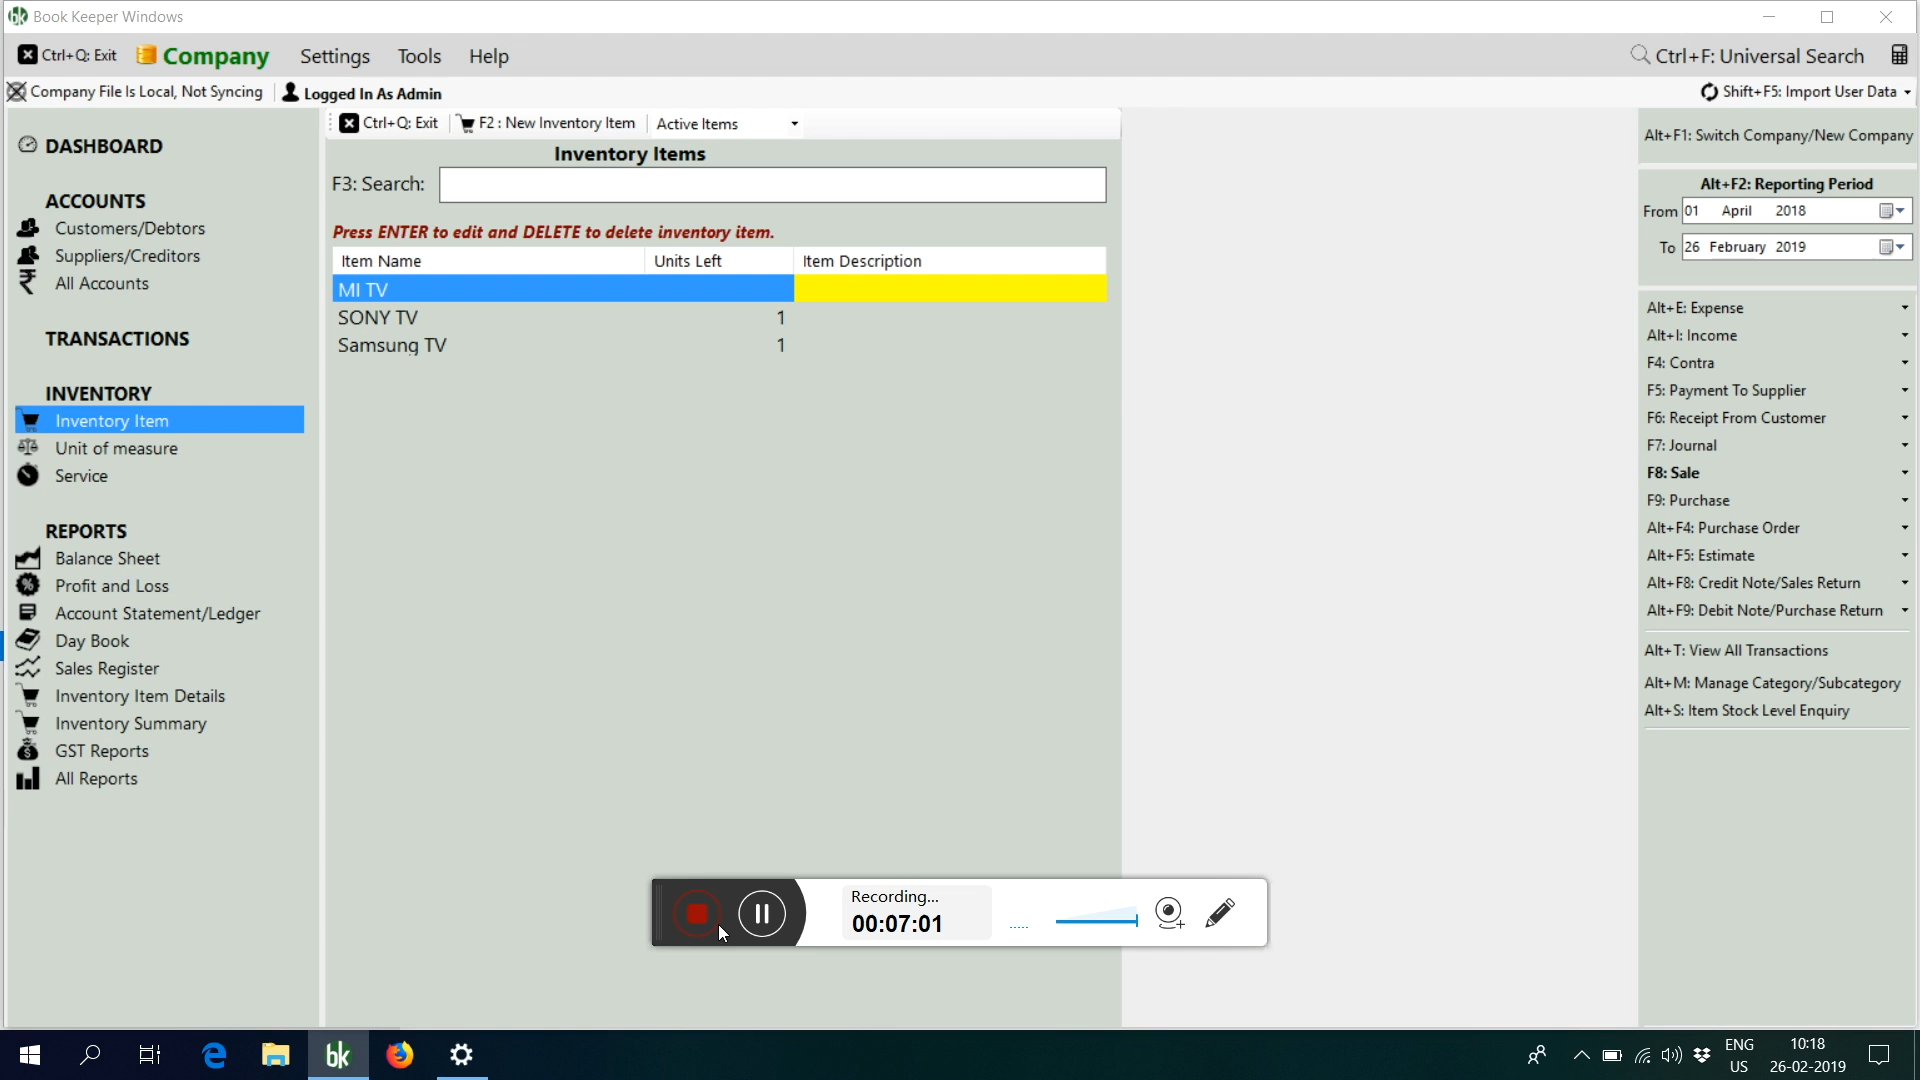 Book Keeper Windows
Ctrl+Q: Exit Company Settings Tools Help Ctrl+F: Universal Search
Company File Is Local, Not Syncing Logged In As Admin Shift+F5: Import User Data
DASHBOARD
ACCOUNTS
Customers/Debtors
Suppliers/Creditors
All Accounts
TRANSACTIONS
INVENTORY
Inventory Item
Unit of measure
Service
REPORTS
Balance Sheet
Profit and Loss
Account Statement/Ledger
Day Book
Sales Register
Inventory Item Details
Inventory Summary
GST Reports
All Reports
Ctrl+Q: Exit F2 : New Inventory Item Active Items
Inventory Items
F3: Search:
Press ENTER to edit and DELETE to delete inventory item.
Item Name Units Left Item Description
MI TV
SONY TV 1
Samsung TV 1
Recording...
00:07:01
Alt+F1: Switch Company/New Company
Alt+F2: Reporting Period
From 01 April 2018
To 26 February 2019
Alt+E: Expense
Alt+I: Income
F4: Contra
F5: Payment To Supplier
F6: Receipt From Customer
F7: Journal
F8: Sale
F9: Purchase
Alt+F4: Purchase Order
Alt+F5: Estimate
Alt+F8: Credit Note/Sales Return
Alt+F9: Debit Note/Purchase Return
Alt+T: View All Transactions
Alt+M: Manage Category/Subcategory
Alt+S: Item Stock Level Enquiry
bk
ENG
US
10:18
26-02-2019